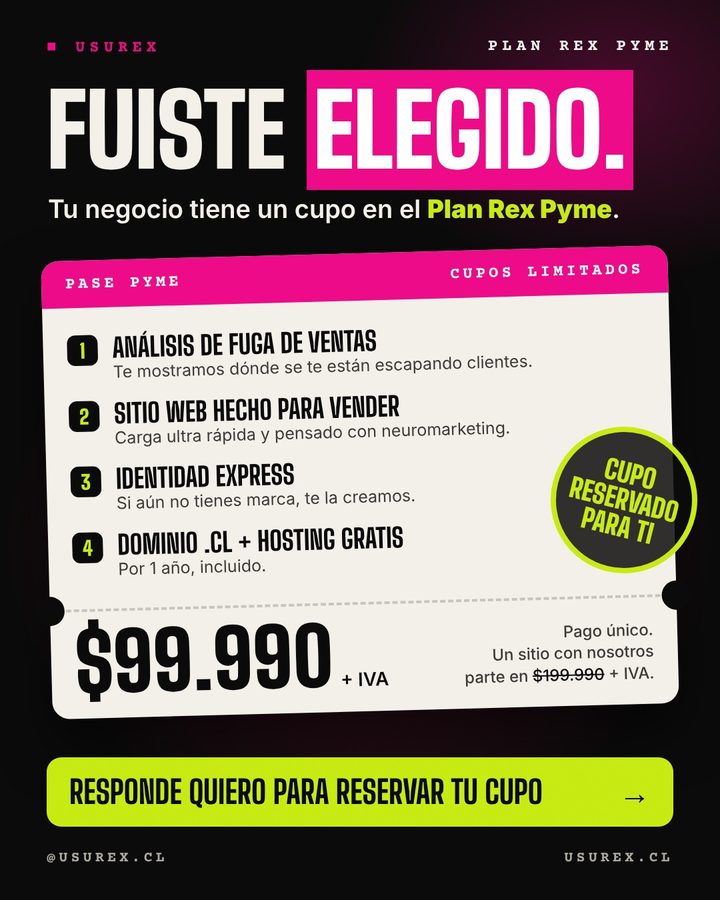 USUREX
PLAN REX PYME
FUISTE ELEGIDO.
Tu negocio tiene un cupo en el Plan Rex Pyme.
PASE PYME
CUPOS LIMITADOS
1 ANÁLISIS DE FUGA DE VENTAS
Te mostramos dónde se te están escapando clientes.
2 SITIO WEB HECHO PARA VENDER
Carga ultra rápida y pensado con neuromarketing.
3 IDENTIDAD EXPRESS
Si aún no tienes marca, te la creamos.
4 DOMINIO .CL + HOSTING GRATIS
Por 1 año, incluido.
CUPO
RESERVADO
PARA TI
$99.990 + IVA
Pago único.
Un sitio con nosotros
parte en $199.990 + IVA.
RESPONDE QUIERO PARA RESERVAR TU CUPO →
@USUREX.CL
USUREX.CL